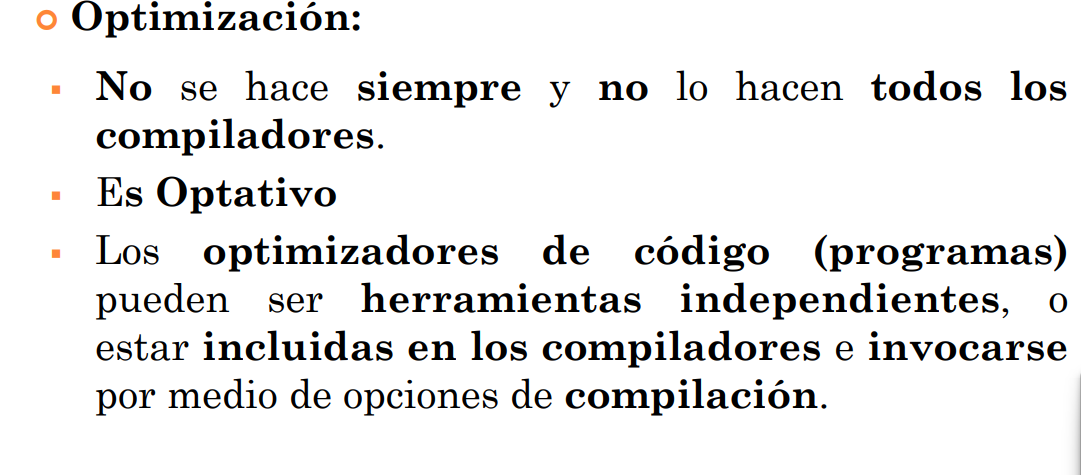 Optimización:
No se hace siempre y no lo hacen todos los
compiladores.
Es Optativo
Los optimizadores de código (programas)
pueden ser herramientas independientes, o
estar incluidas en los compiladores e invocarse
por medio de opciones de compilación.